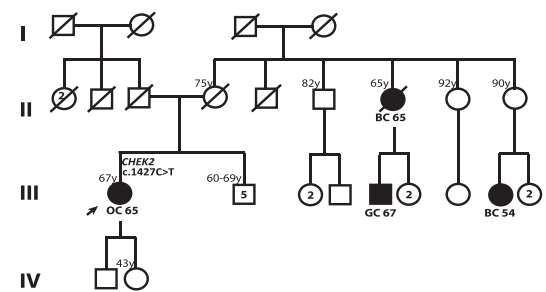 I
II
2
75y
82y
65y
92y
90y
BC 65
III
CHEK2
c.1427C>T
67y
60-69y
OC 65
5
2
2
GC 67
2
BC 54
IV
43y